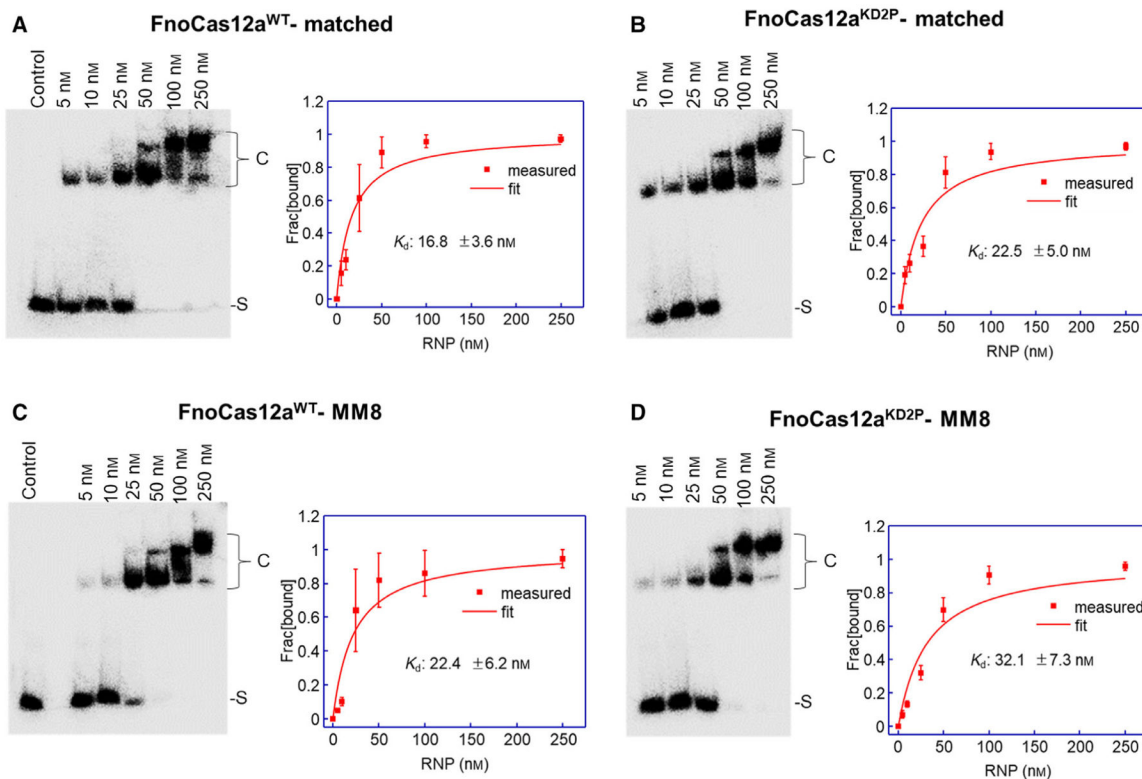 A
FnoCas12aWT- matched
Control
5 nM
10 nM
25 nM
50 nM
100 nM
250 nM
C
-S
Frac[bound]
1.2
1
0.8
0.6
0.4
0.2
0
measured
fit
Kd: 16.8 ±3.6 nM
0 50 100 150 200 250
RNP (nM)
B
FnoCas12aKD2P- matched
5 nM
10 nM
25 nM
50 nM
100 nM
250 nM
C
-S
Frac[bound]
1.2
1
0.8
0.6
0.4
0.2
0
measured
fit
Kd: 22.5 ±5.0 nM
0 50 100 150 200 250
RNP (nM)
C
FnoCas12aWT- MM8
Control
5 nM
10 nM
25 nM
50 nM
100 nM
250 nM
C
-S
Frac[bound]
1.2
1
0.8
0.6
0.4
0.2
0
measured
fit
Kd: 22.4 ±6.2 nM
0 50 100 150 200 250
RNP (nM)
D
FnoCas12aKD2P- MM8
5 nM
10 nM
25 nM
50 nM
100 nM
250 nM
C
-S
Frac[bound]
1.2
1
0.8
0.6
0.4
0.2
0
measured
fit
Kd: 32.1 ±7.3 nM
0 50 100 150 200 250
RNP (nM)